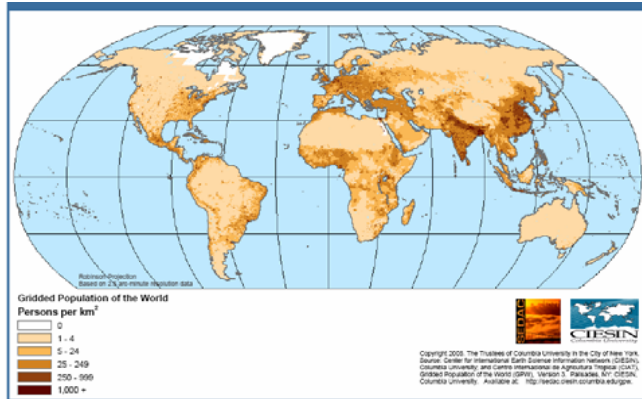 Robinson Projection
Based on 2.5 arc-minute resolution data
Gridded Population of the World
Persons per km²
0
1 - 4
5 - 24
25 - 249
250 - 999
1,000 +
SEDAC
CIESIN
Columbia University
Copyright 2005. The Trustees of Columbia University in the City of New York.
Source: Center for International Earth Science Information Network (CIESIN),
Columbia University; and Centro Internacional de Agricultura Tropical (CIAT),
Gridded Population of the World (GPW), Version 3. Palisades, NY: CIESIN,
Columbia University. Available at: http://sedac.ciesin.columbia.edu/gpw.